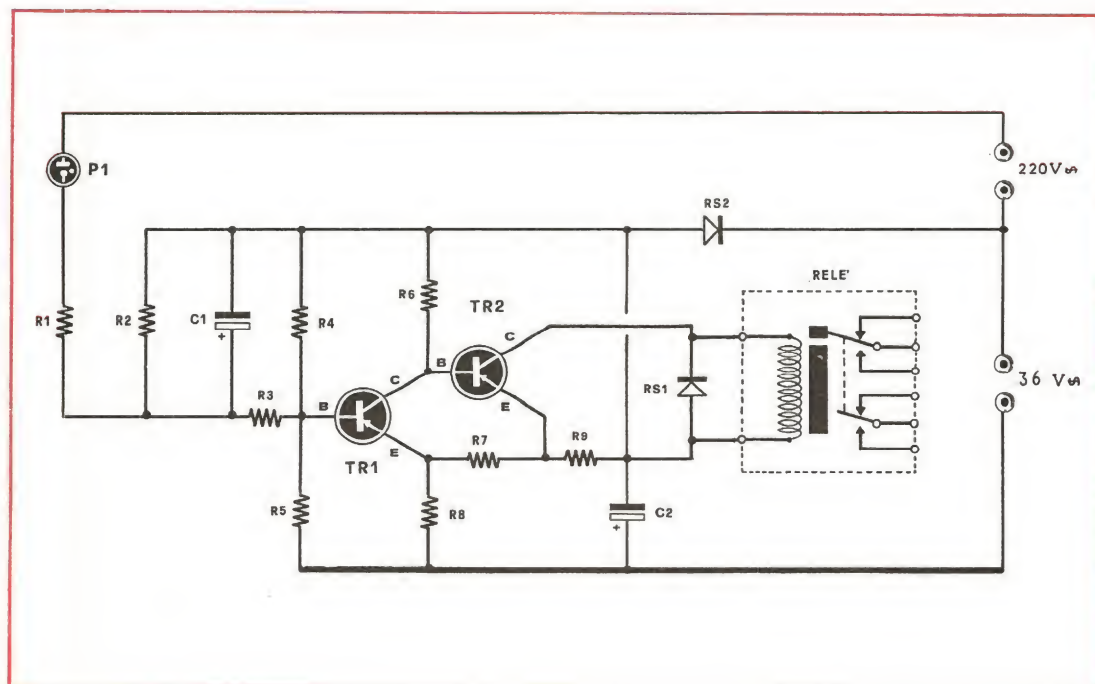 P1
220V
RS2
RELE'
R1
R2
C1
+
R4
R6
TR2
C
B
E
RS1
36 V
R3
B
C
E
TR1
R7
R9
R5
R8
C2
+